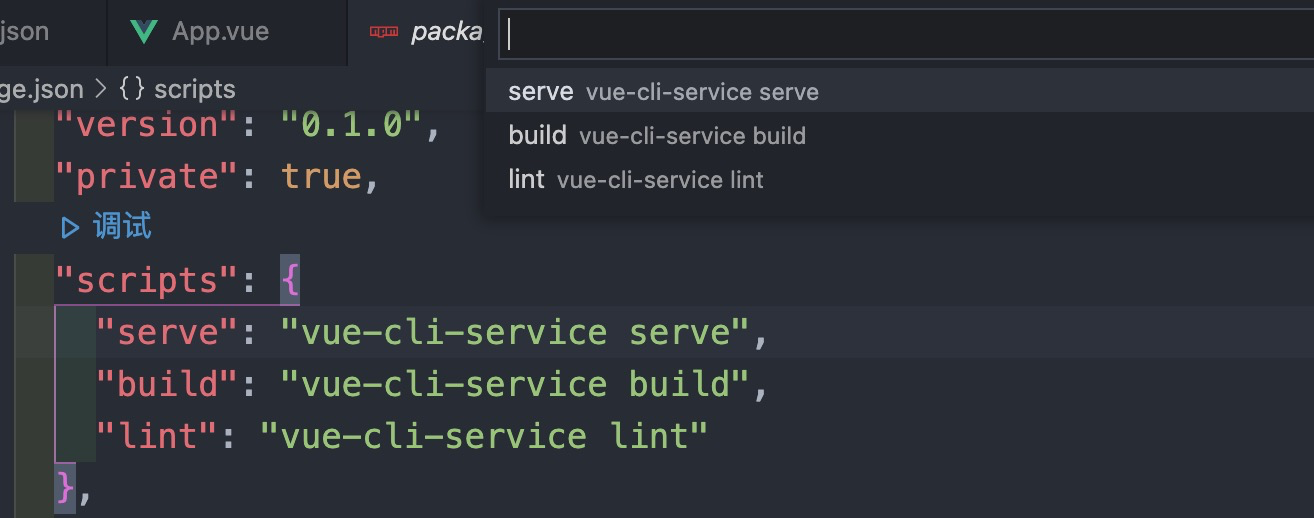 json App.vue packa
ge.json > {} scripts
serve vue-cli-service serve
build vue-cli-service build
lint vue-cli-service lint
"version": "0.1.0",
"private": true,
调试
"scripts": {
"serve": "vue-cli-service serve",
"build": "vue-cli-service build",
"lint": "vue-cli-service lint"
},